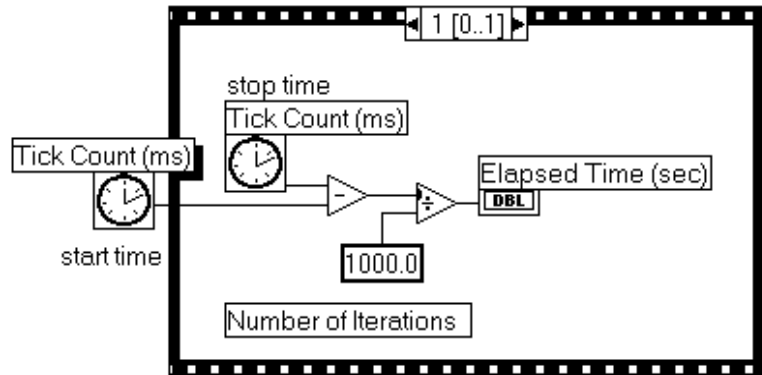 1 [0..1]
stop time
Tick Count (ms)
Tick Count (ms)
Elapsed Time (sec)
DBL
start time
1000.0
Number of Iterations